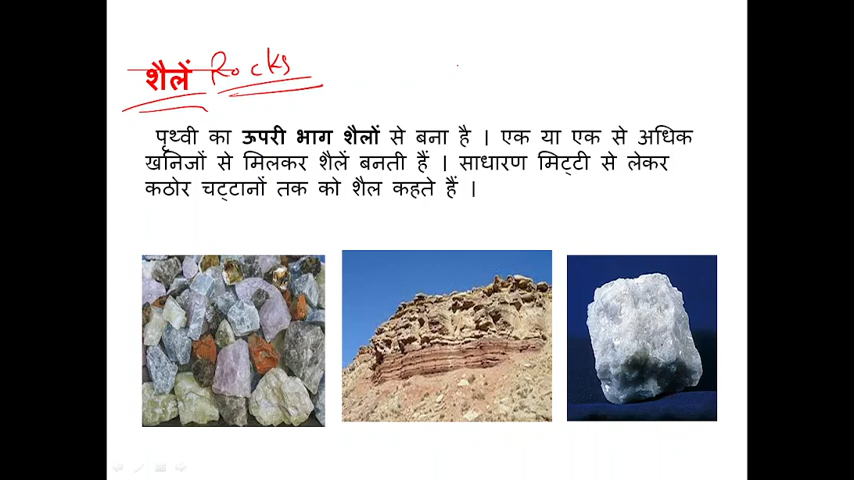 शैलें Rocks
पृथ्वी का ऊपरी भाग शैलों से बना है । एक या एक से अधिक
खनिजों से मिलकर शैलें बनती हैं । साधारण मिट्टी से लेकर
कठोर चट्टानों तक को शैल कहते हैं ।